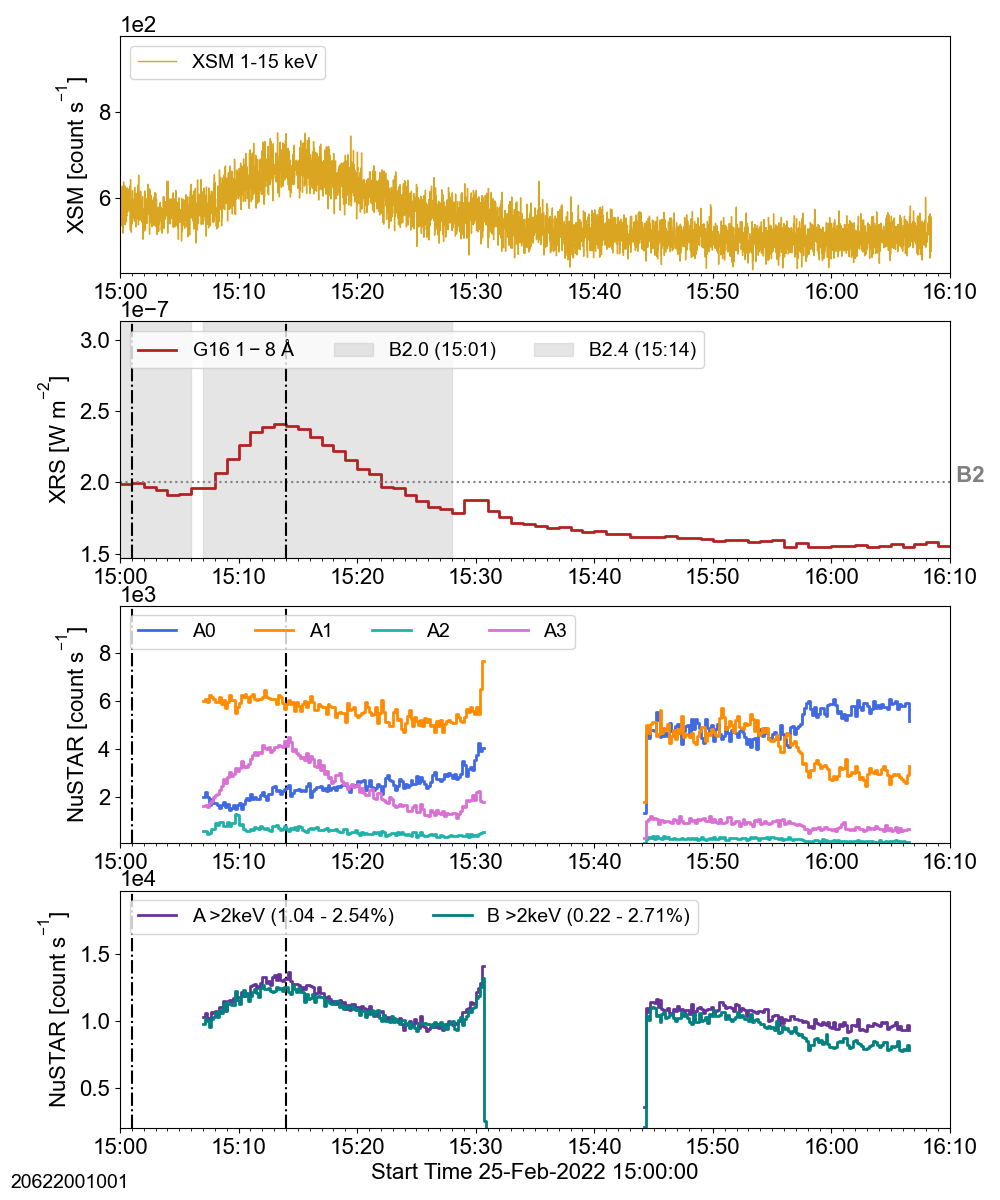 1e2
XSM 1-15 keV
8
6
XSM [count s⁻¹]
15:00 15:10 15:20 15:30 15:40 15:50 16:00 16:10
1e−7
G16 1 − 8 Å B2.0 (15:01) B2.4 (15:14)
3.0
2.5
2.0
1.5
XRS [W m⁻²]
B2
15:00 15:10 15:20 15:30 15:40 15:50 16:00 16:10
1e3
A0 A1 A2 A3
8
6
4
2
NuSTAR [count s⁻¹]
15:00 15:10 15:20 15:30 15:40 15:50 16:00 16:10
1e4
A >2keV (1.04 - 2.54%) B >2keV (0.22 - 2.71%)
1.5
1.0
0.5
NuSTAR [count s⁻¹]
15:00 15:10 15:20 15:30 15:40 15:50 16:00 16:10
Start Time 25-Feb-2022 15:00:00
20622001001